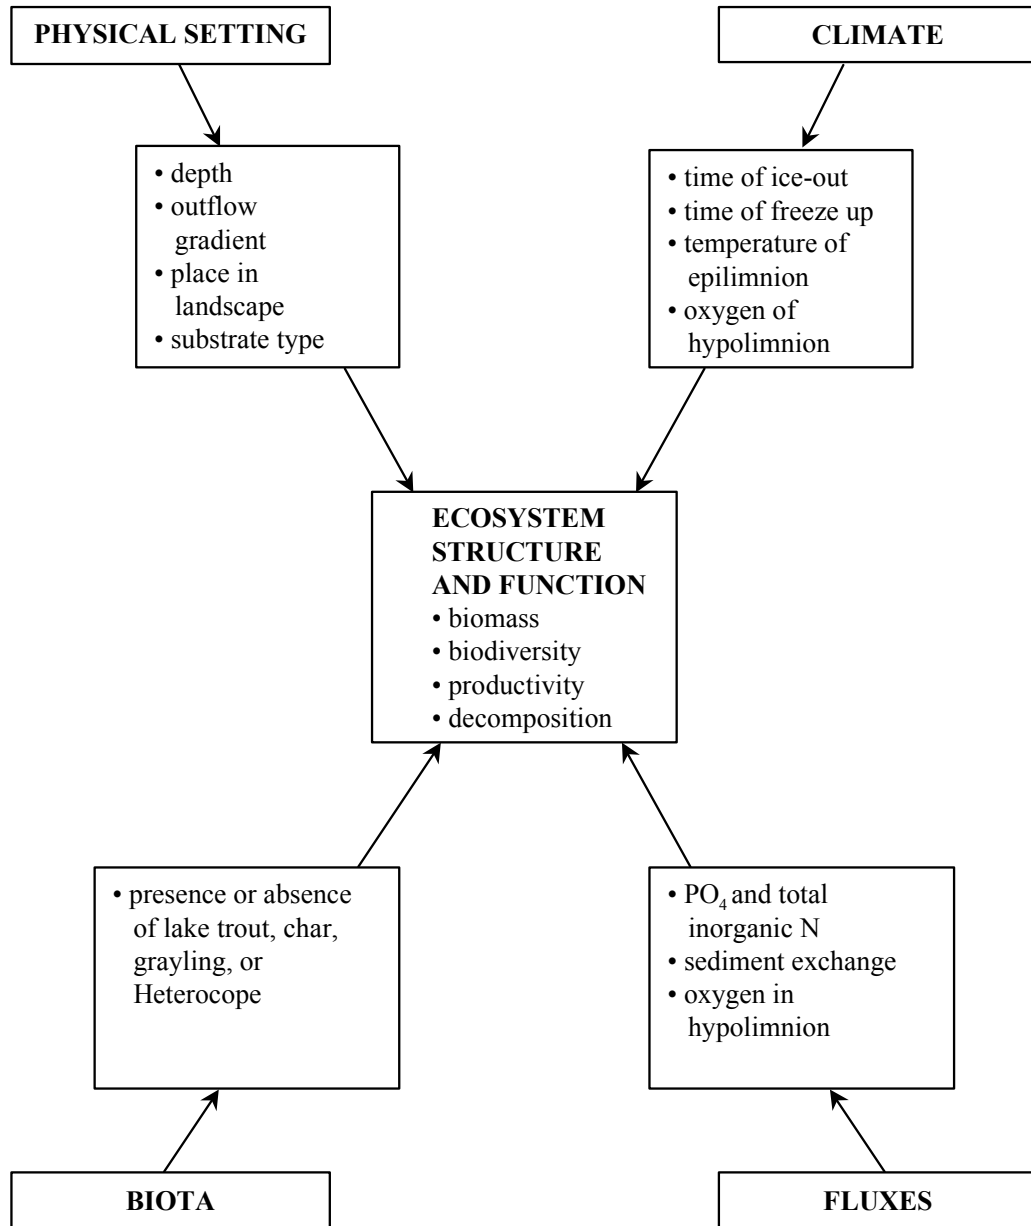 PHYSICAL SETTING
CLIMATE
• depth
• outflow
gradient
• place in
landscape
• substrate type
• time of ice-out
• time of freeze up
• temperature of
epilimnion
• oxygen of
hypolimnion
ECOSYSTEM
STRUCTURE
AND FUNCTION
• biomass
• biodiversity
• productivity
• decomposition
• presence or absence
of lake trout, char,
grayling, or
Heterocope
• PO₄ and total
inorganic N
• sediment exchange
• oxygen in
hypolimnion
BIOTA
FLUXES